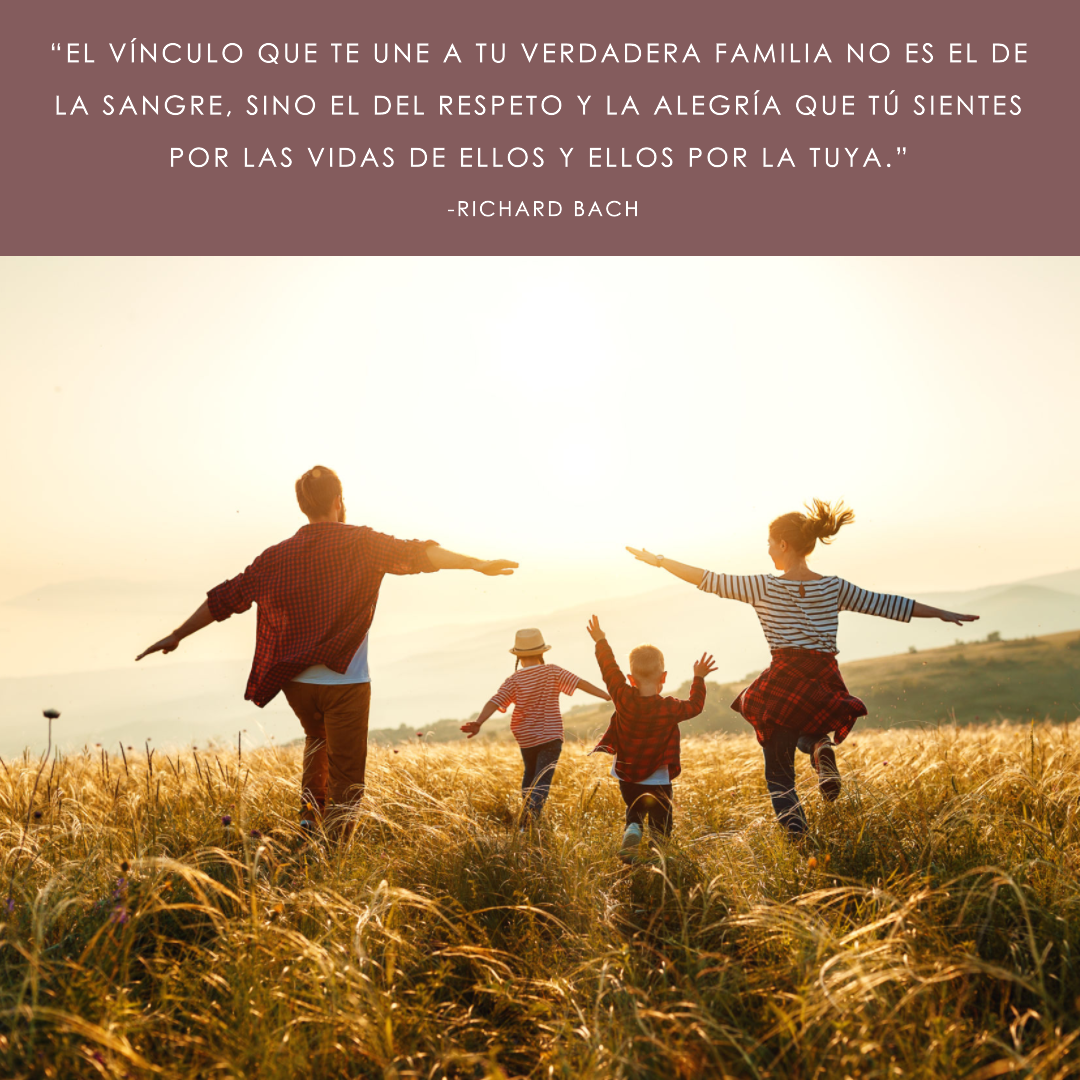 “EL VÍNCULO QUE TE UNE A TU VERDADERA FAMILIA NO ES EL DE
LA SANGRE, SINO EL DEL RESPETO Y LA ALEGRÍA QUE TÚ SIENTES
POR LAS VIDAS DE ELLOS Y ELLOS POR LA TUYA.”
-RICHARD BACH